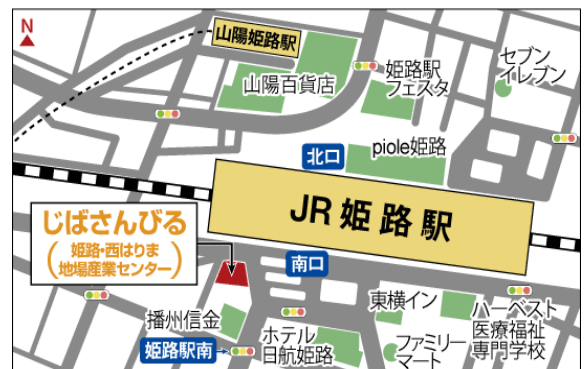 N
山陽姫路駅
山陽百貨店
姫路駅
フェスタ
セブン
イレブン
北口
piole姫路
JR姫路駅
じばさんびる
(姫路・西はりま
地場産業センター)
南口
播州信金
姫路駅南
ホテル
日航姫路
東横イン
ファミリー
マート
ハーベスト
医療福祉
専門学校